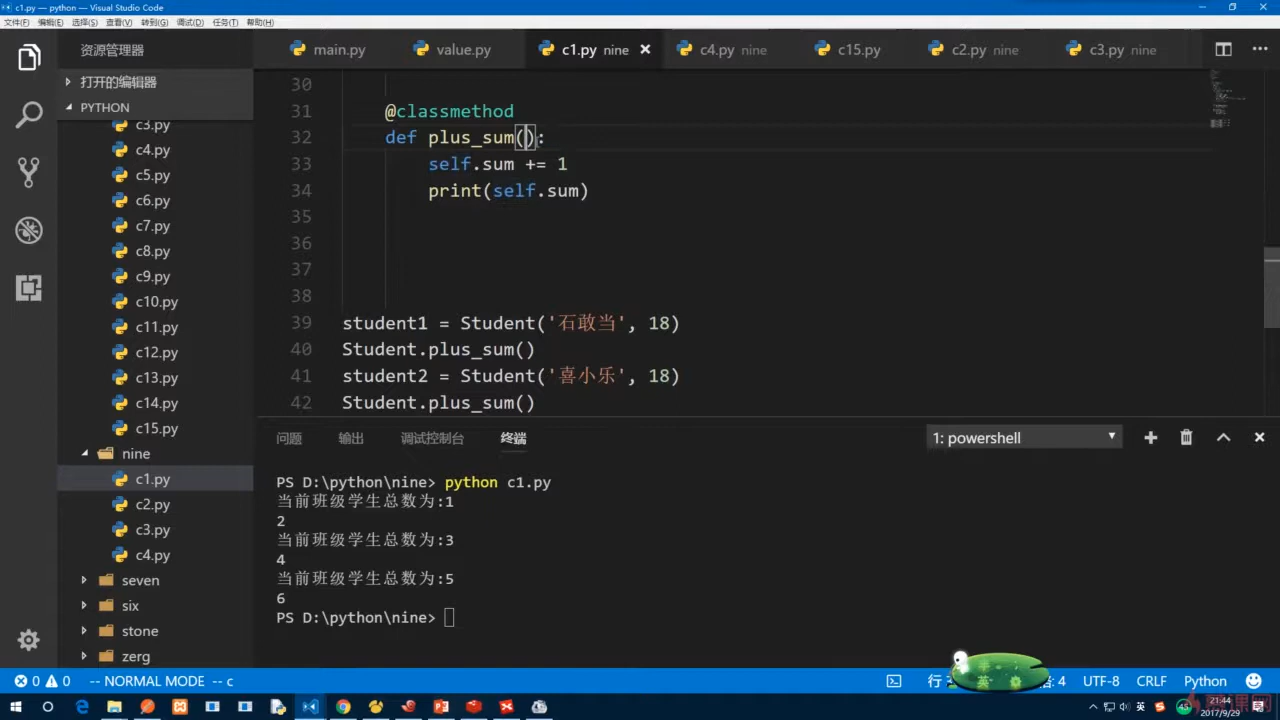 c1.py — python — Visual Studio Code
文件(F) 编辑(E) 选择(S) 查看(V) 转到(G) 调试(D) 任务(T) 帮助(H)
资源管理器
main.py value.py c1.py nine c4.py nine c15.py c2.py nine c3.py nine
打开的编辑器
PYTHON
c3.py
c4.py
c5.py
c6.py
c7.py
c8.py
c9.py
c10.py
c11.py
c12.py
c13.py
c14.py
c15.py
nine
c1.py
c2.py
c3.py
c4.py
seven
six
stone
zerg
30
31 @classmethod
32 def plus_sum():
33 self.sum += 1
34 print(self.sum)
35
36
37
38
39 student1 = Student('石敢当', 18)
40 Student.plus_sum()
41 student2 = Student('喜小乐', 18)
42 Student.plus_sum()
问题 输出 调试控制台 终端
1: powershell
PS D:\python\nine> python c1.py
当前班级学生总数为:1
2
当前班级学生总数为:3
4
当前班级学生总数为:5
6
PS D:\python\nine>
0 0 -- NORMAL MODE -- c
行 英 4 UTF-8 CRLF Python
英 21:44
2017/9/29